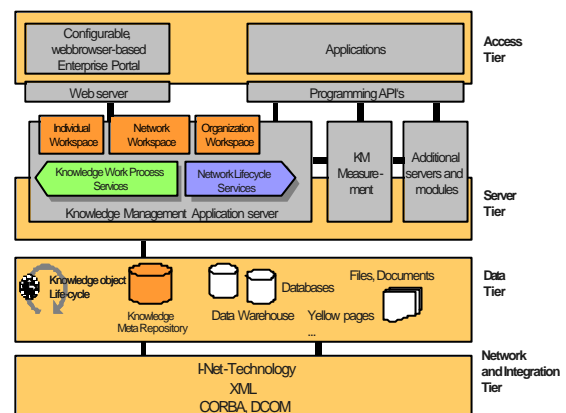 Configurable,
webbrowser-based
Enterprise Portal
Applications
Access
Tier
Web server
Programming API's
Individual
Workspace
Network
Workspace
Organization
Workspace
Knowledge Work Process
Services
Network Lifecycle
Services
Knowledge Management Application server
KM
Measure-
ment
Additional
servers and
modules
Server
Tier
Knowledge object
Life-cycle
Knowledge
Meta Repository
Databases
Data Warehouse
Files, Documents
Yellow pages
...
Data
Tier
I-Net-Technology
XML
CORBA, DCOM
Network
and Integration
Tier